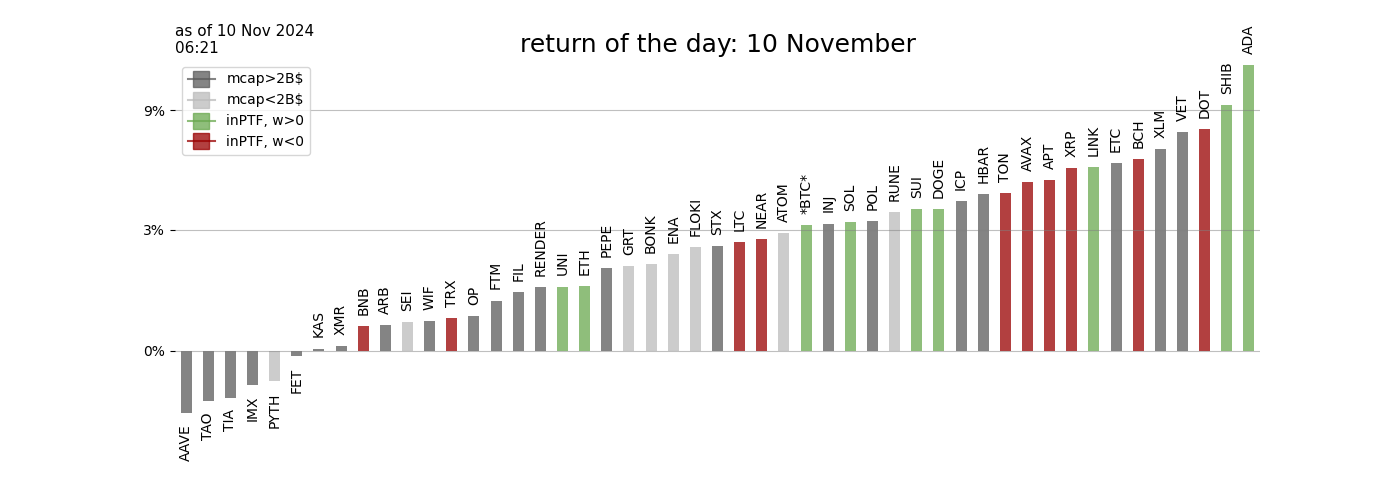 as of 10 Nov 2024
06:21
return of the day: 10 November
mcap>2B$
mcap<2B$
inPTF, w>0
inPTF, w<0
9%
3%
0%
AAVE
TAO
TIA
IMX
PYTH
FET
KAS
XMR
BNB
ARB
SEI
WIF
TRX
OP
FTM
FIL
RENDER
UNI
ETH
PEPE
GRT
BONK
ENA
FLOKI
STX
LTC
NEAR
ATOM
*BTC*
INJ
SOL
POL
RUNE
SUI
DOGE
ICP
HBAR
TON
AVAX
APT
XRP
LINK
ETC
BCH
XLM
VET
DOT
SHIB
ADA